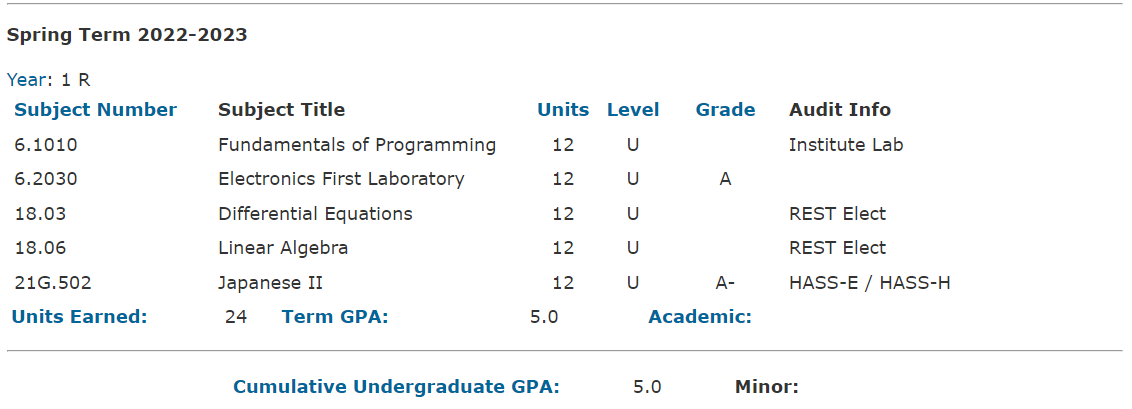 Spring Term 2022-2023
Year: 1 R
Subject Number Subject Title Units Level Grade Audit Info
6.1010 Fundamentals of Programming 12 U Institute Lab
6.2030 Electronics First Laboratory 12 U A
18.03 Differential Equations 12 U REST Elect
18.06 Linear Algebra 12 U REST Elect
21G.502 Japanese II 12 U A- HASS-E / HASS-H
Units Earned: 24 Term GPA: 5.0 Academic:
Cumulative Undergraduate GPA: 5.0 Minor: